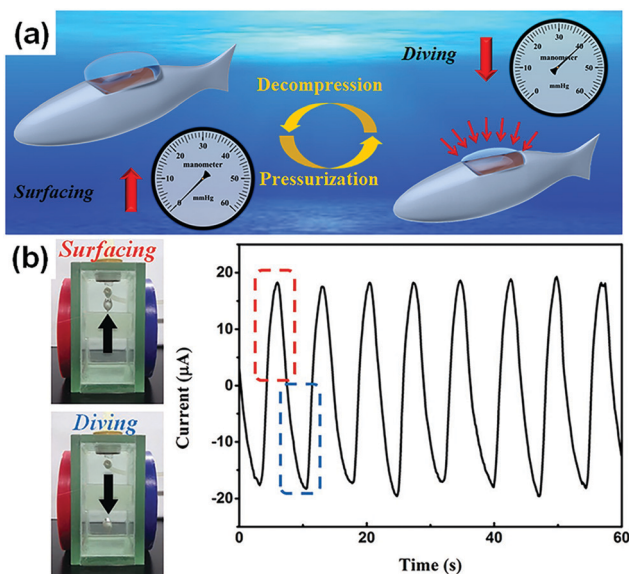 (a)
Diving
manometer
mmHg
0 10 20 30 40 50 60
Decompression
Pressurization
Surfacing
manometer
mmHg
0 10 20 30 40 50 60
(b)
Surfacing
Diving
Current (μA)
20
10
0
-10
-20
0 20 40 60
Time (s)